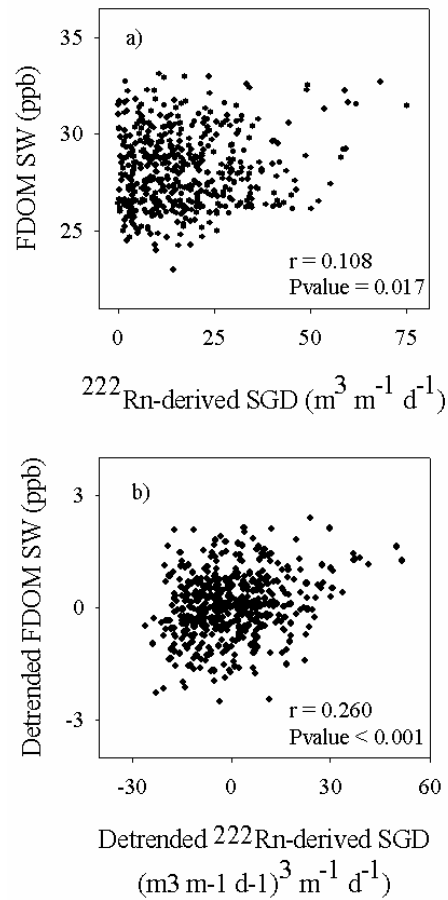 a)
35
30
25
FDOM SW (ppb)
r = 0.108
Pvalue = 0.017
0 25 50 75
²²²Rn-derived SGD (m³ m⁻¹ d⁻¹)
b)
3
0
-3
Detrended FDOM SW (ppb)
r = 0.260
Pvalue < 0.001
-30 0 30 60
Detrended ²²²Rn-derived SGD
(m3 m-1 d-1)³ m⁻¹ d⁻¹)